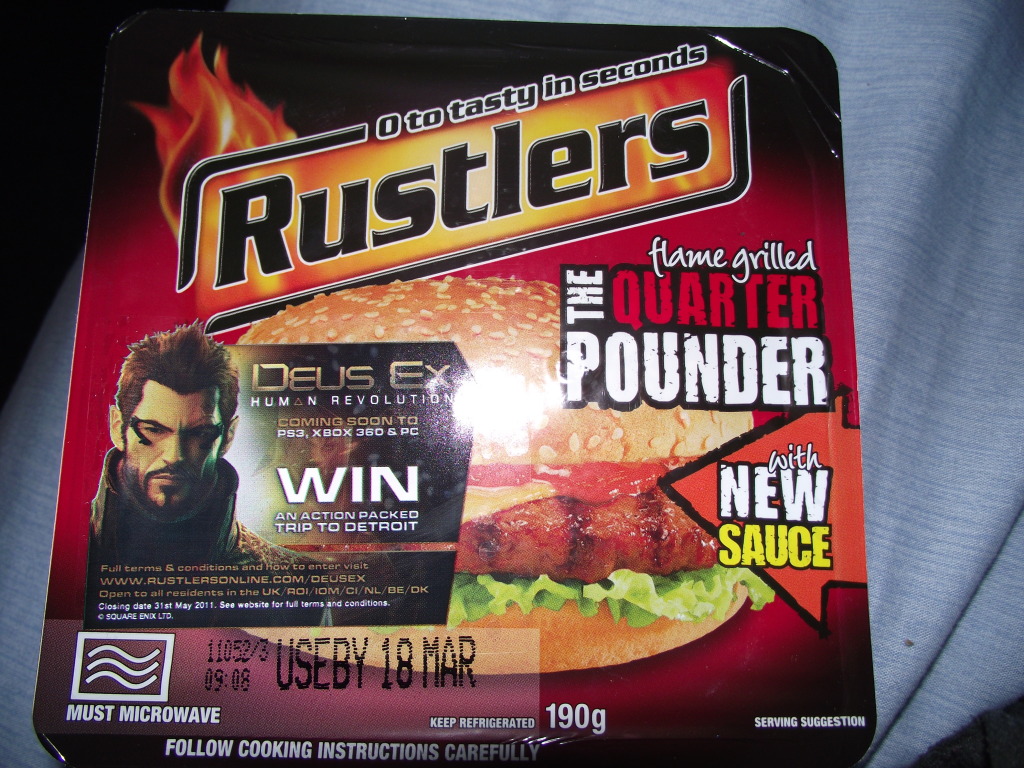 0 to tasty in seconds
Rustlers
flame grilled
THE QUARTER
POUNDER
with
NEW
SAUCE
DEUS EX
HUMAN REVOLUTION
COMING SOON TO
PS3, XBOX 360 & PC
WIN
AN ACTION PACKED
TRIP TO DETROIT
Full terms & conditions and how to enter visit
WWW.RUSTLERSONLINE.COM/DEUSEX
Open to all residents in the UK/ROI/IOM/CI/NL/BE/DK
Closing date 31st May 2011. See website for full terms and conditions.
© SQUARE ENIX LTD.
11052/3 USEBY 18 MAR
09:08
MUST MICROWAVE
KEEP REFRIGERATED 190g
SERVING SUGGESTION
FOLLOW COOKING INSTRUCTIONS CAREFULLY